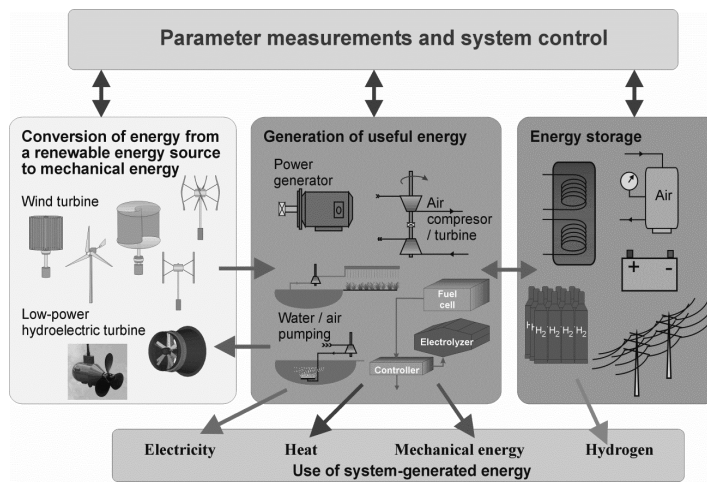 Parameter measurements and system control
Conversion of energy from
a renewable energy source
to mechanical energy
Wind turbine
Low-power
hydroelectric turbine
Generation of useful energy
Power
generator
Air
compresor
/ turbine
Water / air
pumping
Fuel
cell
Electrolyzer
Controller
Energy storage
Air
+ -
H H₂ H₂ H₂ H₂
Electricity Heat Mechanical energy Hydrogen
Use of system-generated energy